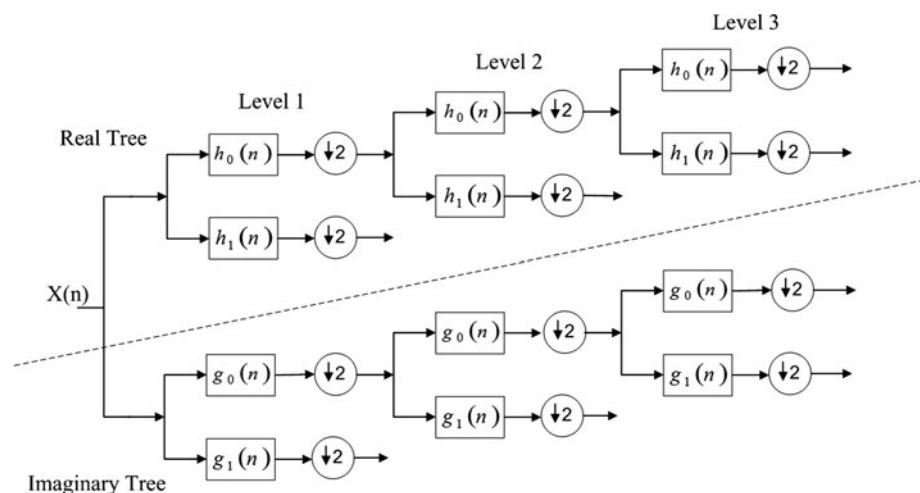 Level 3
Level 2
Level 1
Real Tree
h₀(n) ↓2
h₀(n) ↓2
h₀(n) ↓2
h₁(n) ↓2
h₁(n) ↓2
h₁(n) ↓2
X(n)
g₀(n) ↓2
g₀(n) ↓2
g₀(n) ↓2
g₁(n) ↓2
g₁(n) ↓2
g₁(n) ↓2
Imaginary Tree